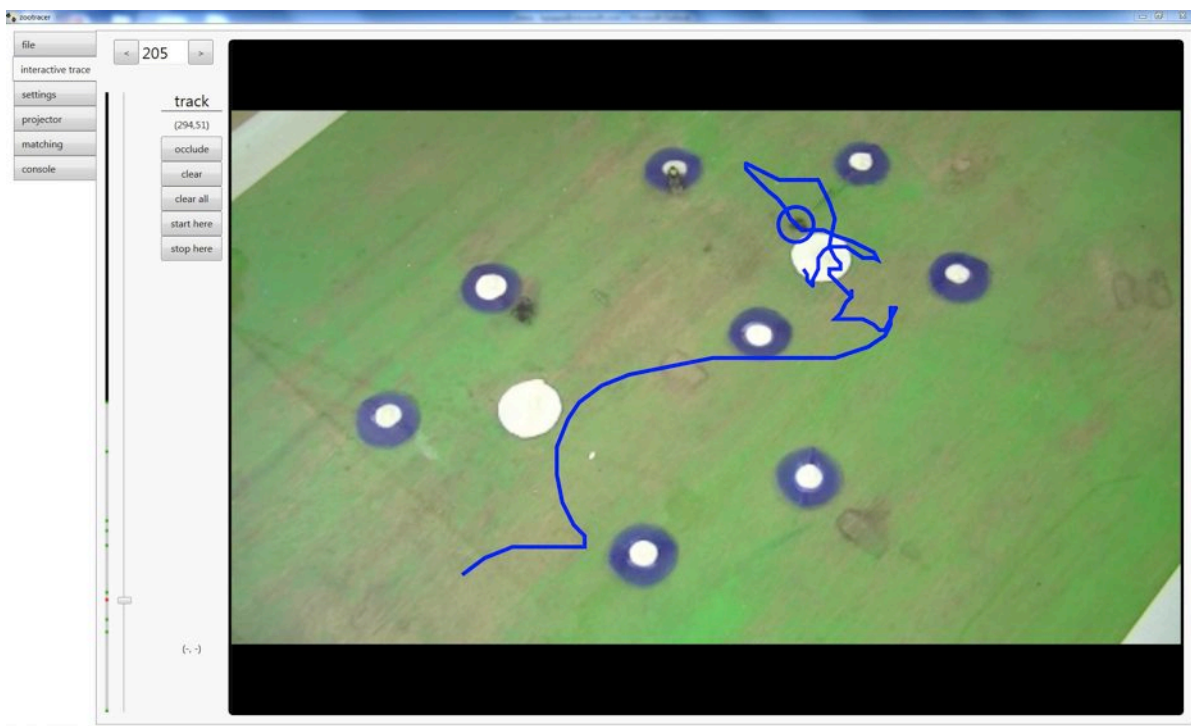 zootracer
file
interactive trace
settings
projector
matching
console
< 205 >
track
(294,51)
occlude
clear
clear all
start here
stop here
(-, -)